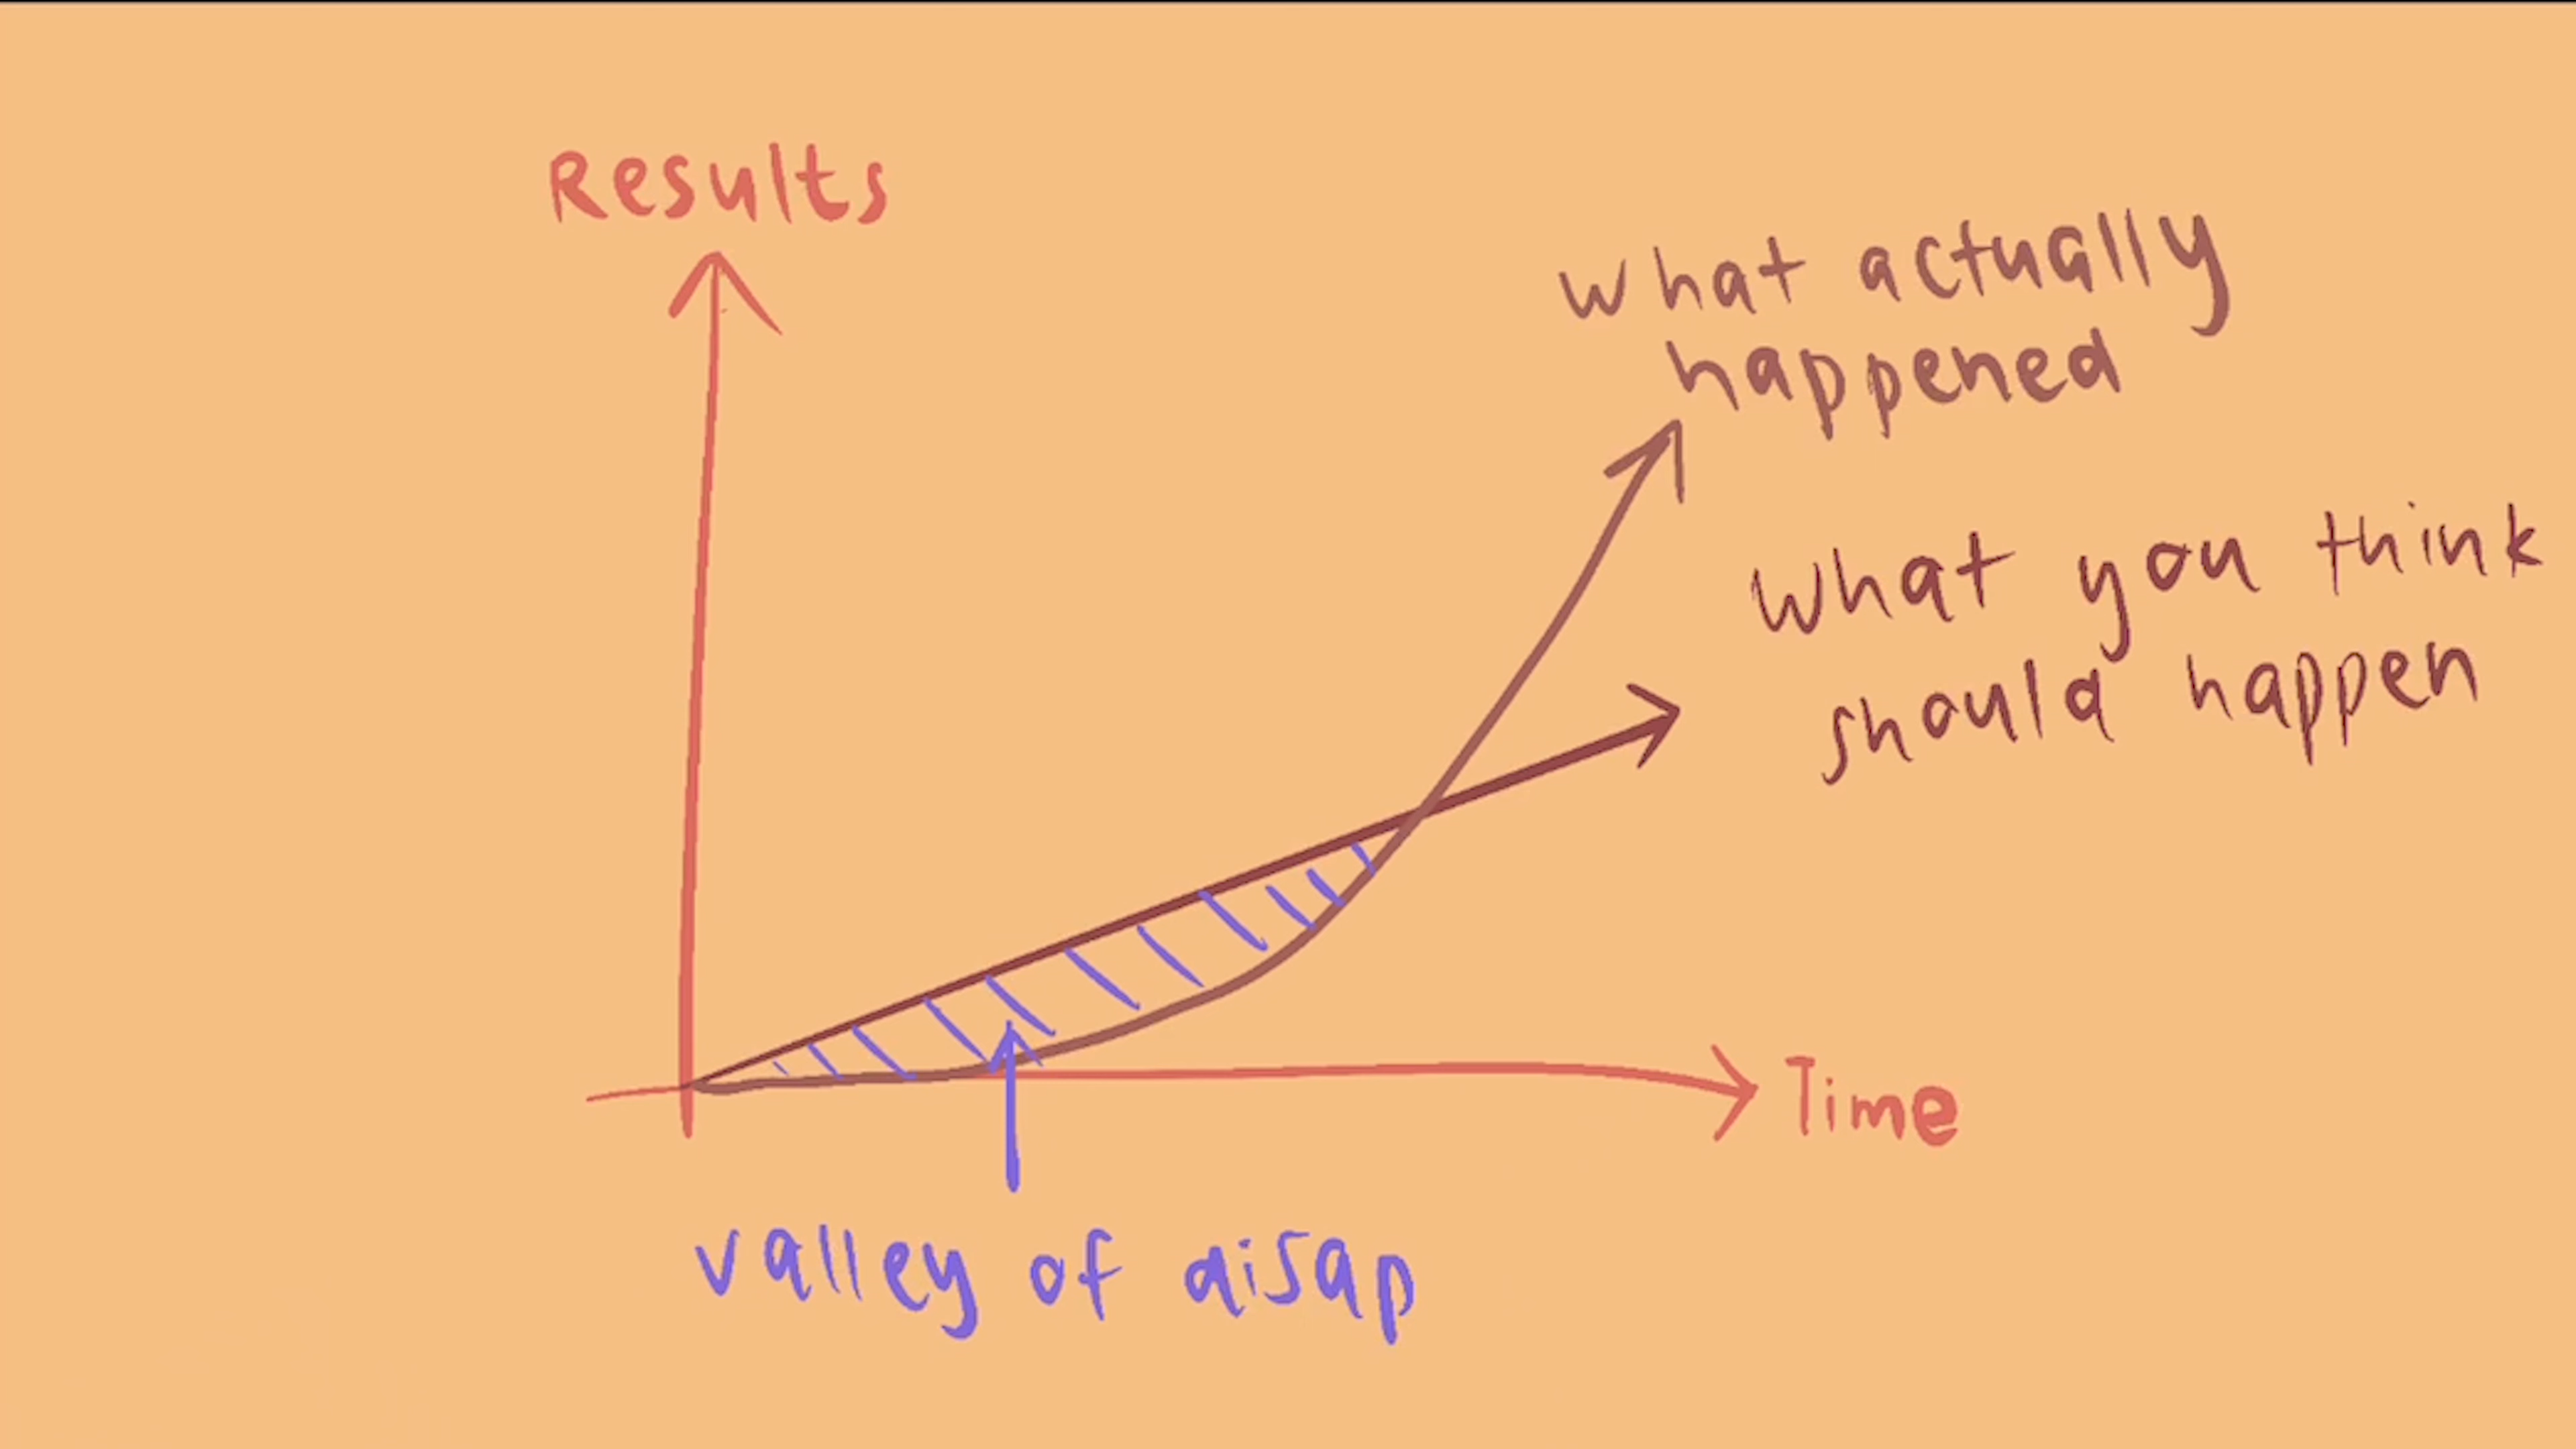 Results
what actually
happened
what you think
should happen
Time
valley of disap